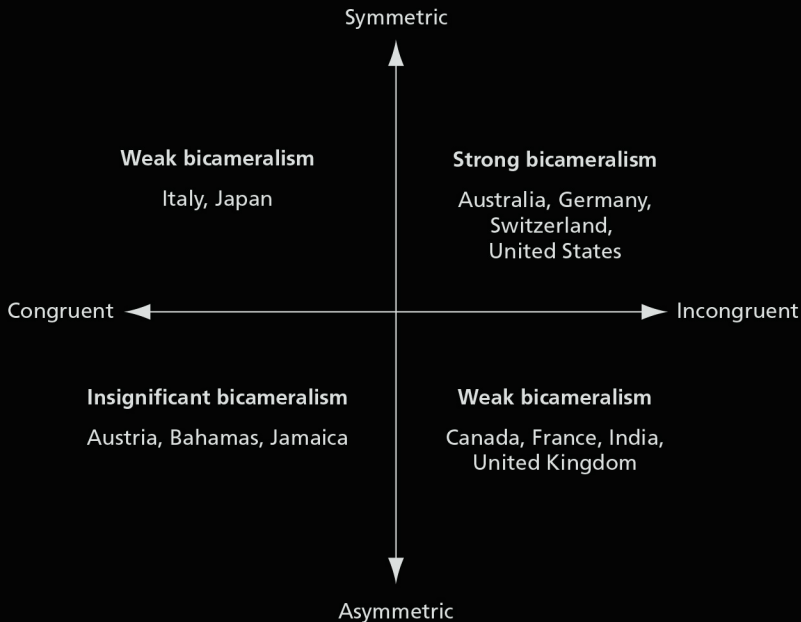 Symmetric
Weak bicameralism
Italy, Japan
Strong bicameralism
Australia, Germany,
Switzerland,
United States
Congruent
Incongruent
Insignificant bicameralism
Austria, Bahamas, Jamaica
Weak bicameralism
Canada, France, India,
United Kingdom
Asymmetric